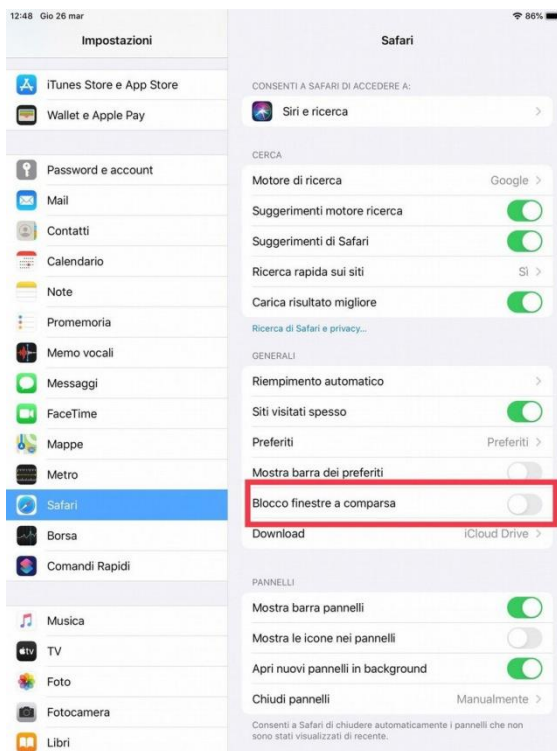 12:48 Gio 26 mar
86%
Impostazioni
iTunes Store e App Store
Wallet e Apple Pay
Password e account
Mail
Contatti
Calendario
Note
Promemoria
Memo vocali
Messaggi
FaceTime
Mappe
Metro
Safari
Borsa
Comandi Rapidi
Musica
tv TV
Foto
Fotocamera
Libri
Safari
CONSENTI A SAFARI DI ACCEDERE A:
Siri e ricerca
CERCA
Motore di ricerca Google
Suggerimenti motore ricerca
Suggerimenti di Safari
Ricerca rapida sui siti Sì
Carica risultato migliore
Ricerca di Safari e privacy...
GENERALI
Riempimento automatico
Siti visitati spesso
Preferiti Preferiti
Mostra barra dei preferiti
Blocco finestre a comparsa
Download iCloud Drive
PANNELLI
Mostra barra pannelli
Mostra le icone nei pannelli
Apri nuovi pannelli in background
Chiudi pannelli Manualmente
Consenti a Safari di chiudere automaticamente i pannelli che non
sono stati visualizzati di recente.